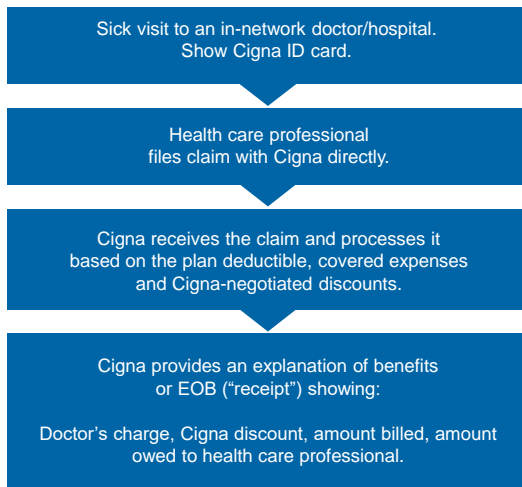 Sick visit to an in-network doctor/hospital.
Show Cigna ID card.
Health care professional
files claim with Cigna directly.
Cigna receives the claim and processes it
based on the plan deductible, covered expenses
and Cigna-negotiated discounts.
Cigna provides an explanation of benefits
or EOB (“receipt”) showing:
Doctor’s charge, Cigna discount, amount billed, amount
owed to health care professional.